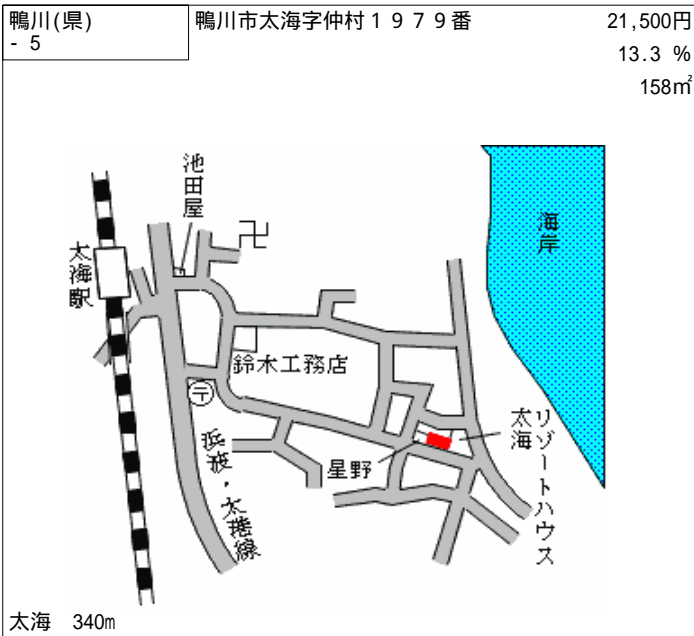 鴨川(県)
- 5
鴨川市太海字仲村1979番
21,500円
13.3 %
158㎡
池田屋
卍
太海駅
海岸
鈴木工務店
〒
浜波・太港線
星野
リゾートハウス
太海
太海 340m